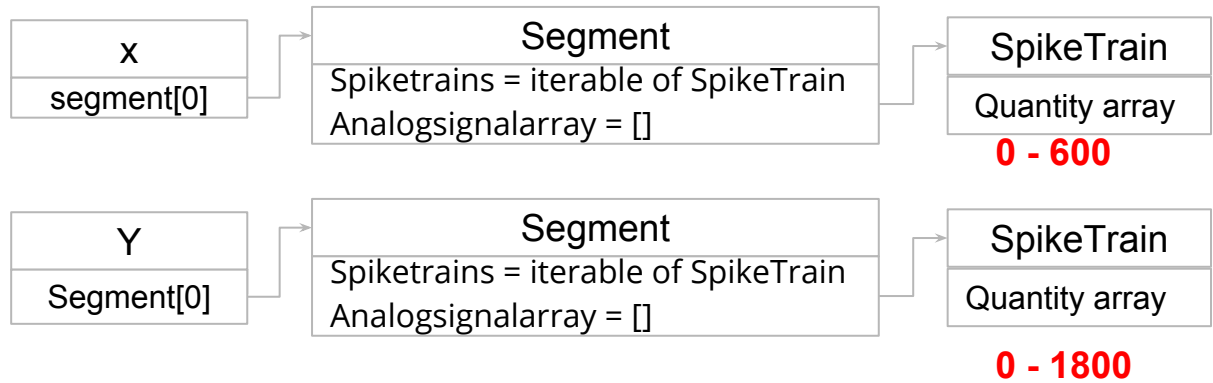 x
segment[0]
Segment
Spiketrains = iterable of SpikeTrain
Analogsignalarray = []
SpikeTrain
Quantity array
0 - 600
Y
Segment[0]
Segment
Spiketrains = iterable of SpikeTrain
Analogsignalarray = []
SpikeTrain
Quantity array
0 - 1800